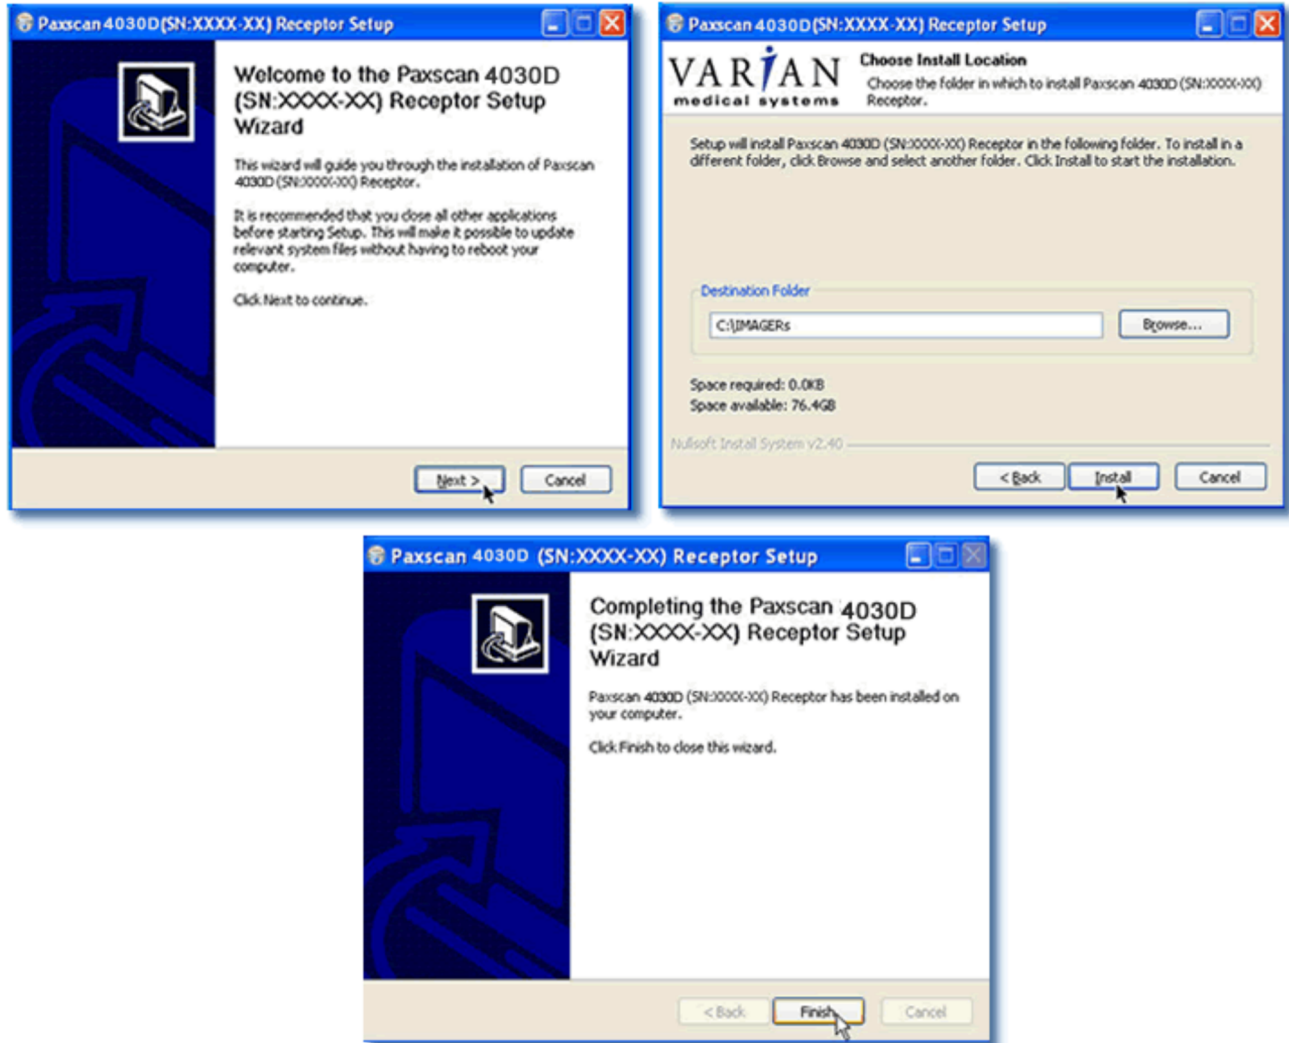 Paxscan 4030D(SN:XXXX-XX) Receptor Setup
Welcome to the Paxscan 4030D
(SN:XXXX-XX) Receptor Setup
Wizard
This wizard will guide you through the installation of Paxscan
4030D (SN:XXXX-XX) Receptor.
It is recommended that you close all other applications
before starting Setup. This will make it possible to update
relevant system files without having to reboot your
computer.
Click Next to continue.
Next >
Cancel
Paxscan 4030D(SN:XXXX-XX) Receptor Setup
VARIAN
medical systems
Choose Install Location
Choose the folder in which to install Paxscan 4030D (SN:XXXX-XX)
Receptor.
Setup will install Paxscan 4030D (SN:XXXX-XX) Receptor in the following folder. To install in a
different folder, click Browse and select another folder. Click Install to start the installation.
Destination Folder
C:\IMAGERs
Browse...
Space required: 0.0KB
Space available: 76.4GB
Nullsoft Install System v2.40
< Back
Install
Cancel
Paxscan 4030D (SN:XXXX-XX) Receptor Setup
Completing the Paxscan 4030D
(SN:XXXX-XX) Receptor Setup
Wizard
Paxscan 4030D (SN:XXXX-XX) Receptor has been installed on
your computer.
Click Finish to close this wizard.
< Back
Finish
Cancel